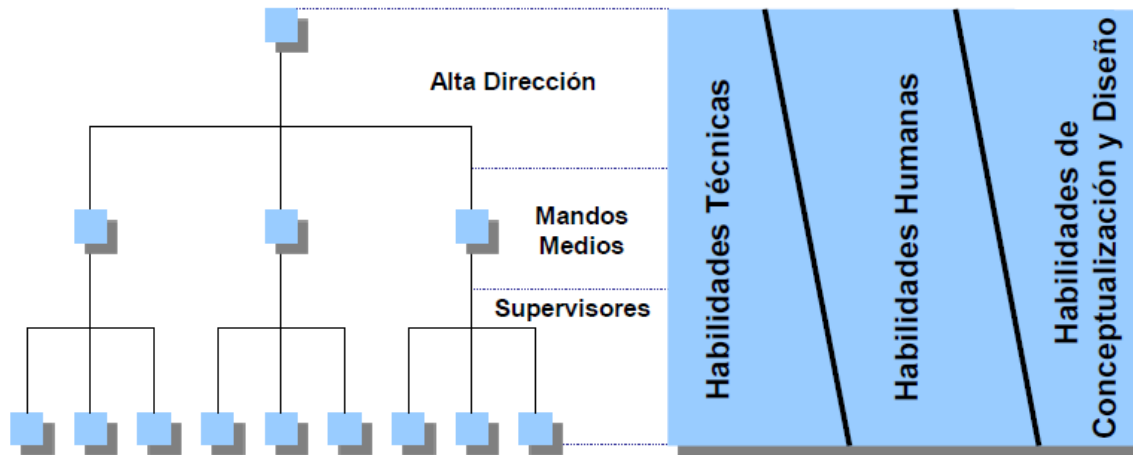 Alta Dirección
Mandos
Medios
Supervisores
Habilidades Técnicas
Habilidades Humanas
Habilidades de
Conceptualización y Diseño